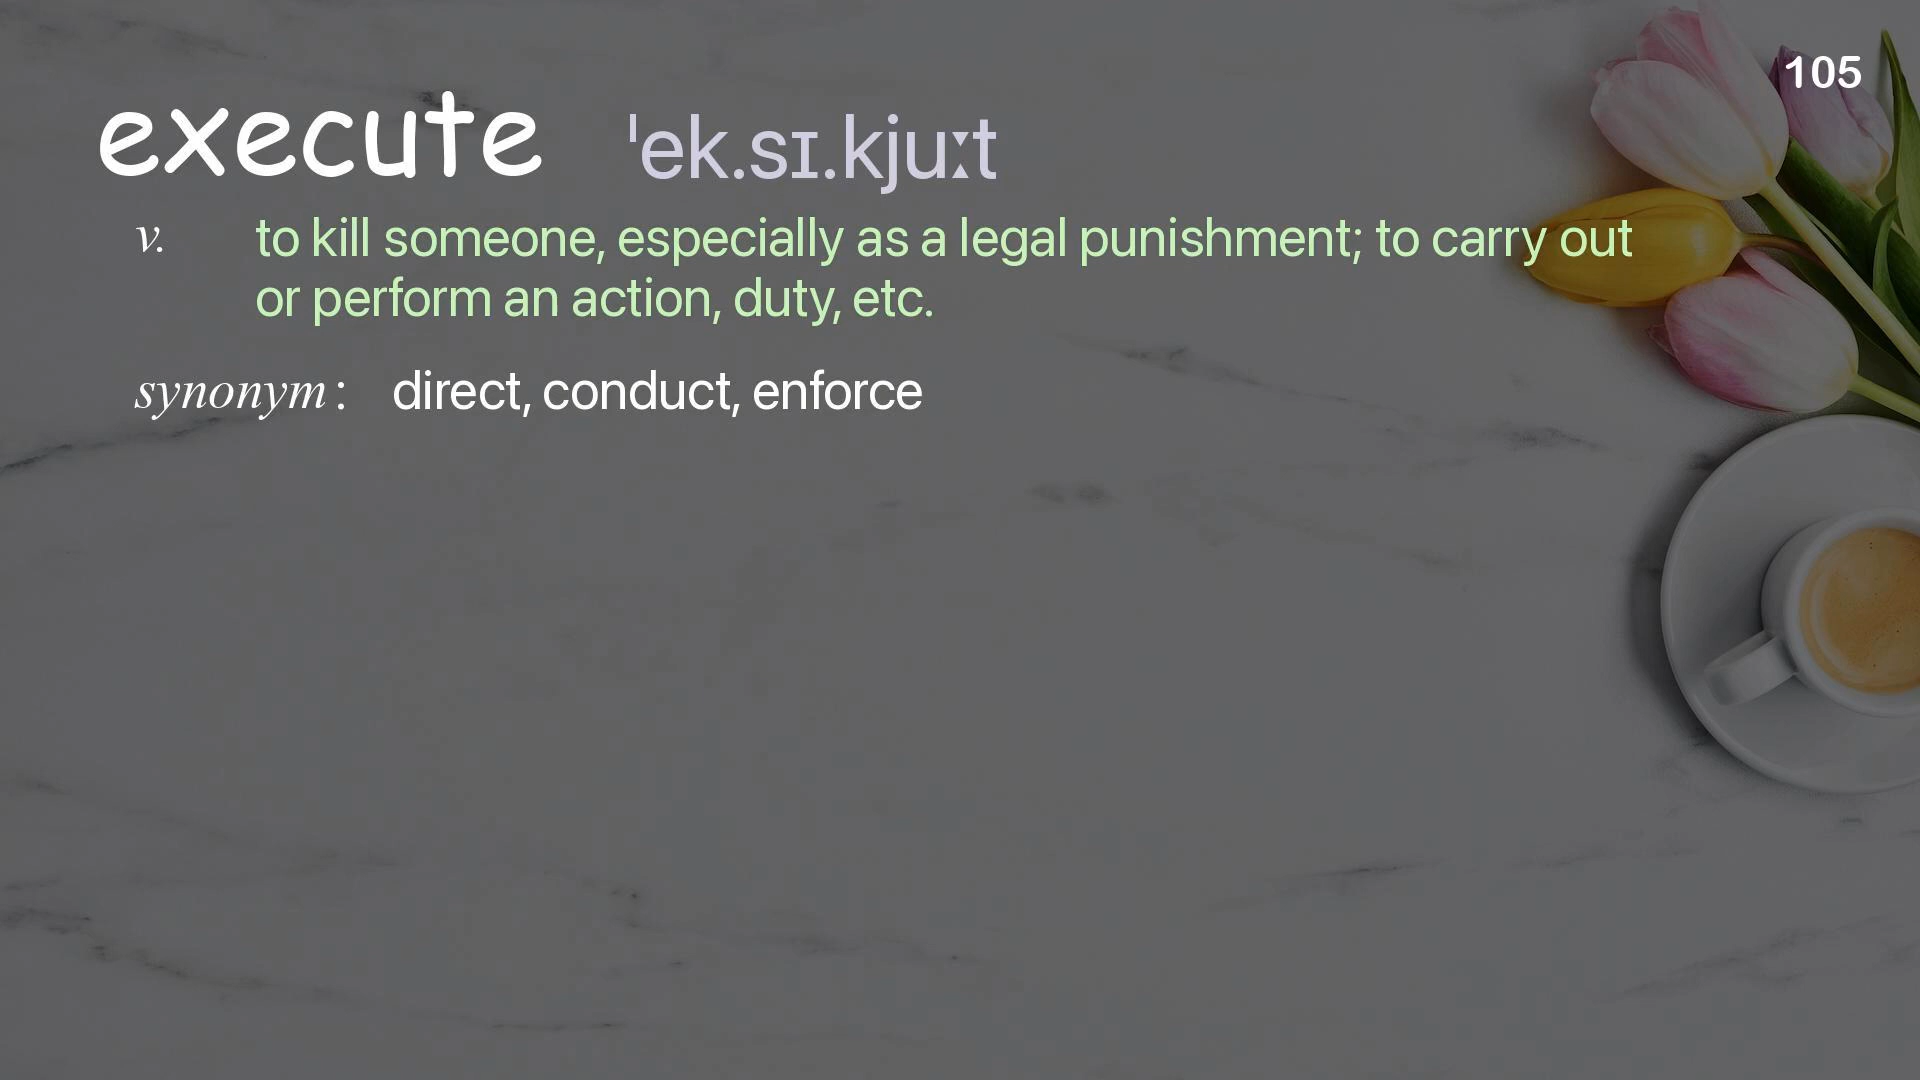 105
execute ˈek.sɪ.kjuːt
v. to kill someone, especially as a legal punishment; to carry out
or perform an action, duty, etc.
synonym: direct, conduct, enforce